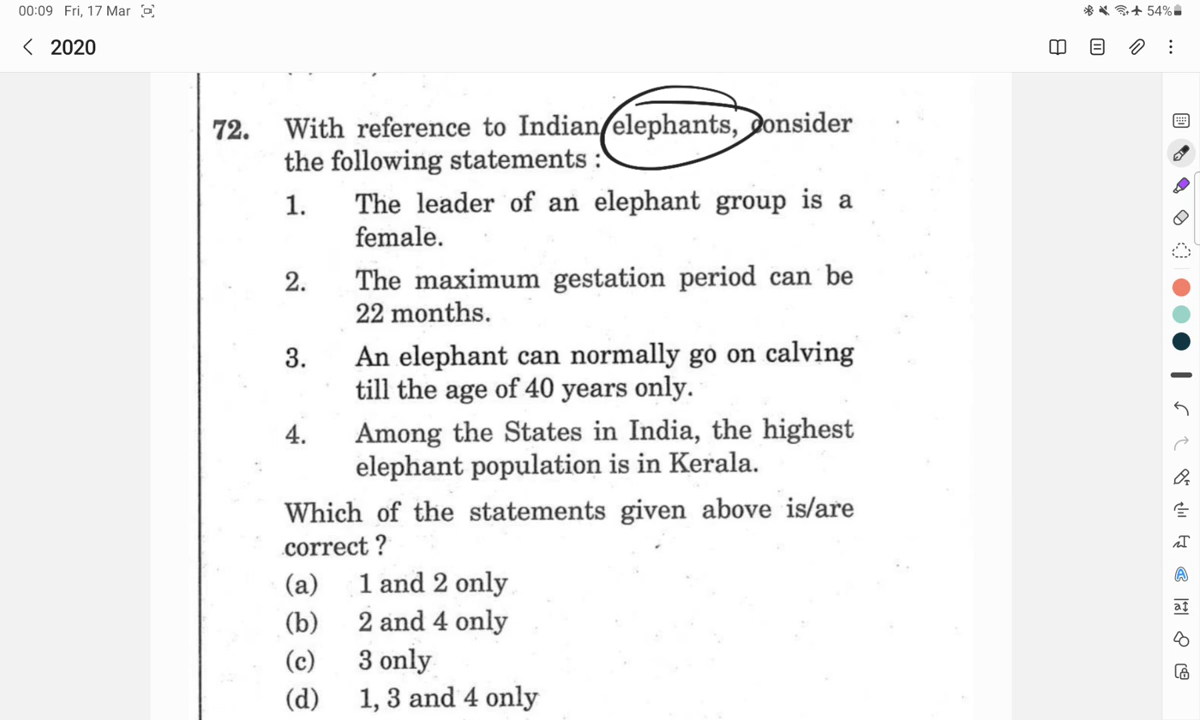 00:09 Fri, 17 Mar
54%
2020
72. With reference to Indian elephants, consider
the following statements :
1. The leader of an elephant group is a
female.
2. The maximum gestation period can be
22 months.
3. An elephant can normally go on calving
till the age of 40 years only.
4. Among the States in India, the highest
elephant population is in Kerala.
Which of the statements given above is/are
correct ?
(a) 1 and 2 only
(b) 2 and 4 only
(c) 3 only
(d) 1, 3 and 4 only